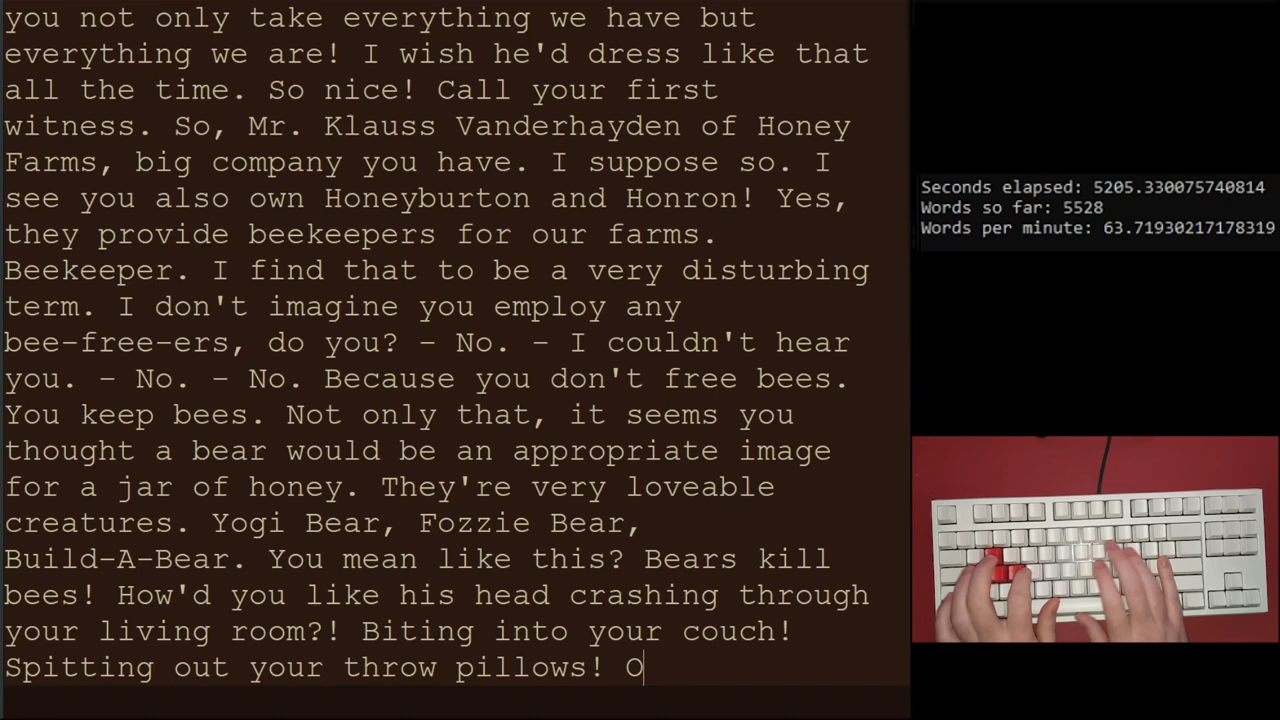 you not only take everything we have but
everything we are! I wish he'd dress like that
all the time. So nice! Call your first
witness. So, Mr. Klauss Vanderhayden of Honey
Farms, big company you have. I suppose so. I
see you also own Honeyburton and Honron! Yes,
they provide beekeepers for our farms.
Beekeeper. I find that to be a very disturbing
term. I don't imagine you employ any
bee-free-ers, do you? - No. - I couldn't hear
you. - No. - No. Because you don't free bees.
You keep bees. Not only that, it seems you
thought a bear would be an appropriate image
for a jar of honey. They're very loveable
creatures. Yogi Bear, Fozzie Bear,
Build-A-Bear. You mean like this? Bears kill
bees! How'd you like his head crashing through
your living room?! Biting into your couch!
Spitting out your throw pillows! O
Seconds elapsed: 5205.330075740814
Words so far: 5528
Words per minute: 63.71930217178319